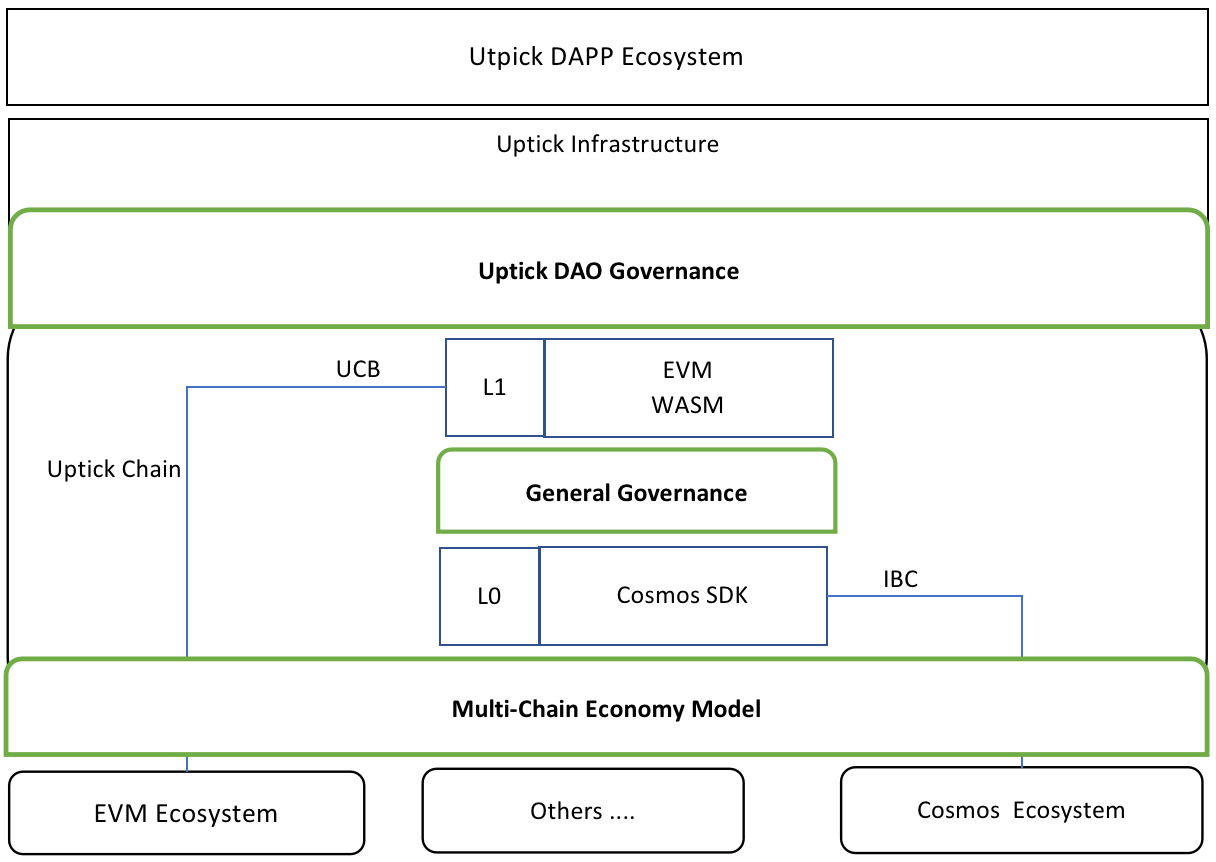 Utpick DAPP Ecosystem
Uptick Infrastructure
Uptick DAO Governance
UCB
L1
EVM
WASM
Uptick Chain
General Governance
L0
Cosmos SDK
IBC
Multi-Chain Economy Model
EVM Ecosystem
Others ....
Cosmos  Ecosystem